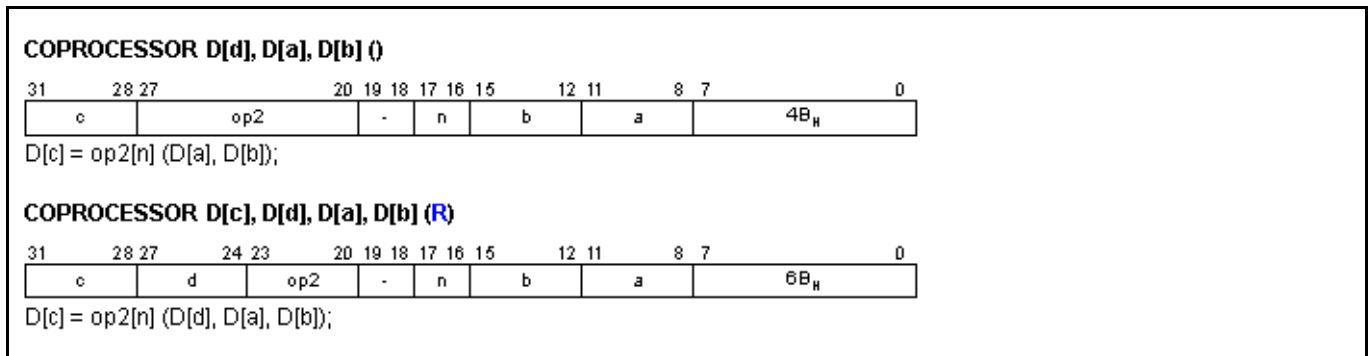 COPROCESSOR D[d], D[a], D[b] ()
31 28 27 20 19 18 17 16 15 12 11 8 7 0
c op2 - n b a 4BH
D[c] = op2[n] (D[a], D[b]);
COPROCESSOR D[c], D[d], D[a], D[b] (R)
31 28 27 24 23 20 19 18 17 16 15 12 11 8 7 0
c d op2 - n b a 6BH
D[c] = op2[n] (D[d], D[a], D[b]);